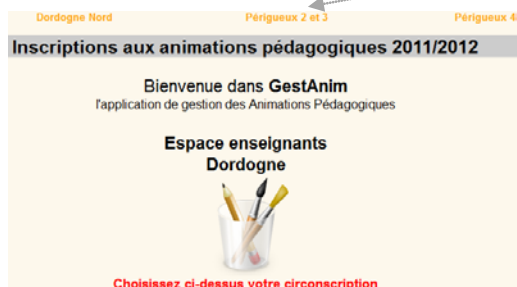 Dordogne Nord Périgueux 2 et 3 Périgueux
Inscriptions aux animations pédagogiques 2011/2012
Bienvenue dans GestAnim
l'application de gestion des Animations Pédagogiques
Espace enseignants
Dordogne
Choisissez ci-dessus votre circonscription